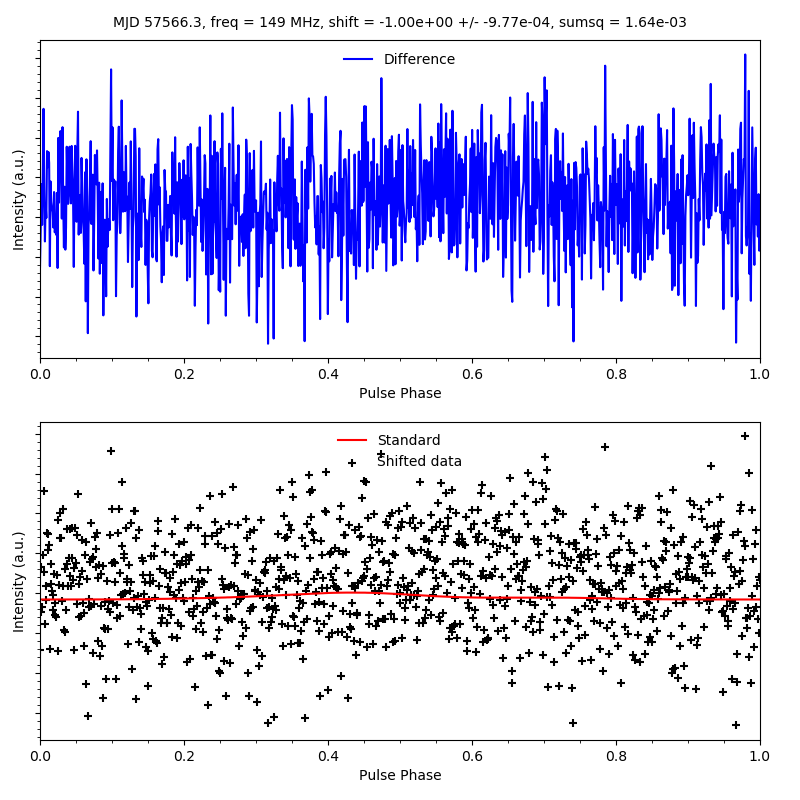 MJD 57566.3, freq = 149 MHz, shift = -1.00e+00 +/- -9.77e-04, sumsq = 1.64e-03
Difference
Intensity (a.u.)
0.0 0.2 0.4 0.6 0.8 1.0
Pulse Phase
Standard
Shifted data
Intensity (a.u.)
0.0 0.2 0.4 0.6 0.8 1.0
Pulse Phase